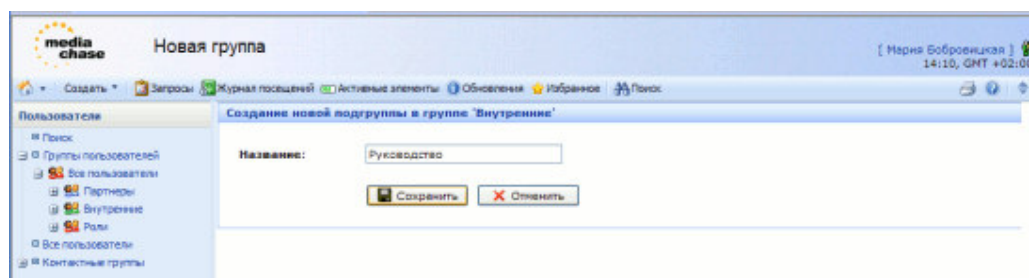 media
chase
Новая группа
[ Мария Бобровицкая ]
14:10, GMT +02:00
Создать
Запросы
Журнал посещений
Активные элементы
Обновления
Избранное
Поиск
Пользователи
Создание новой подгруппы в группе 'Внутренние'
Поиск
Группы пользователей
Название:
Руководство
Все пользователи
Партнеры
Сохранить
Отменить
Внутренние
Роли
Все пользователи
Контактные группы